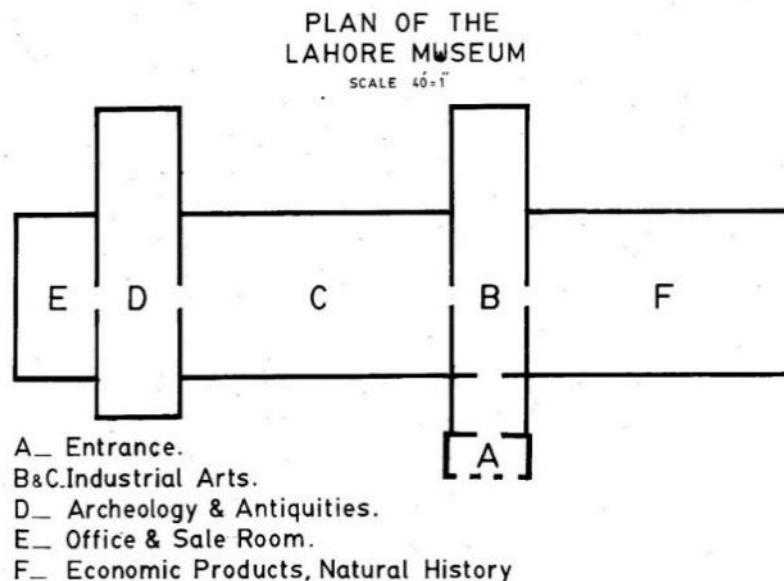 PLAN OF THE
LAHORE MUSEUM
SCALE 40'=1"
E D C B F
A
A_ Entrance.
B&C.Industrial Arts.
D_ Archeology & Antiquities.
E_ Office & Sale Room.
F_ Economic Products, Natural History